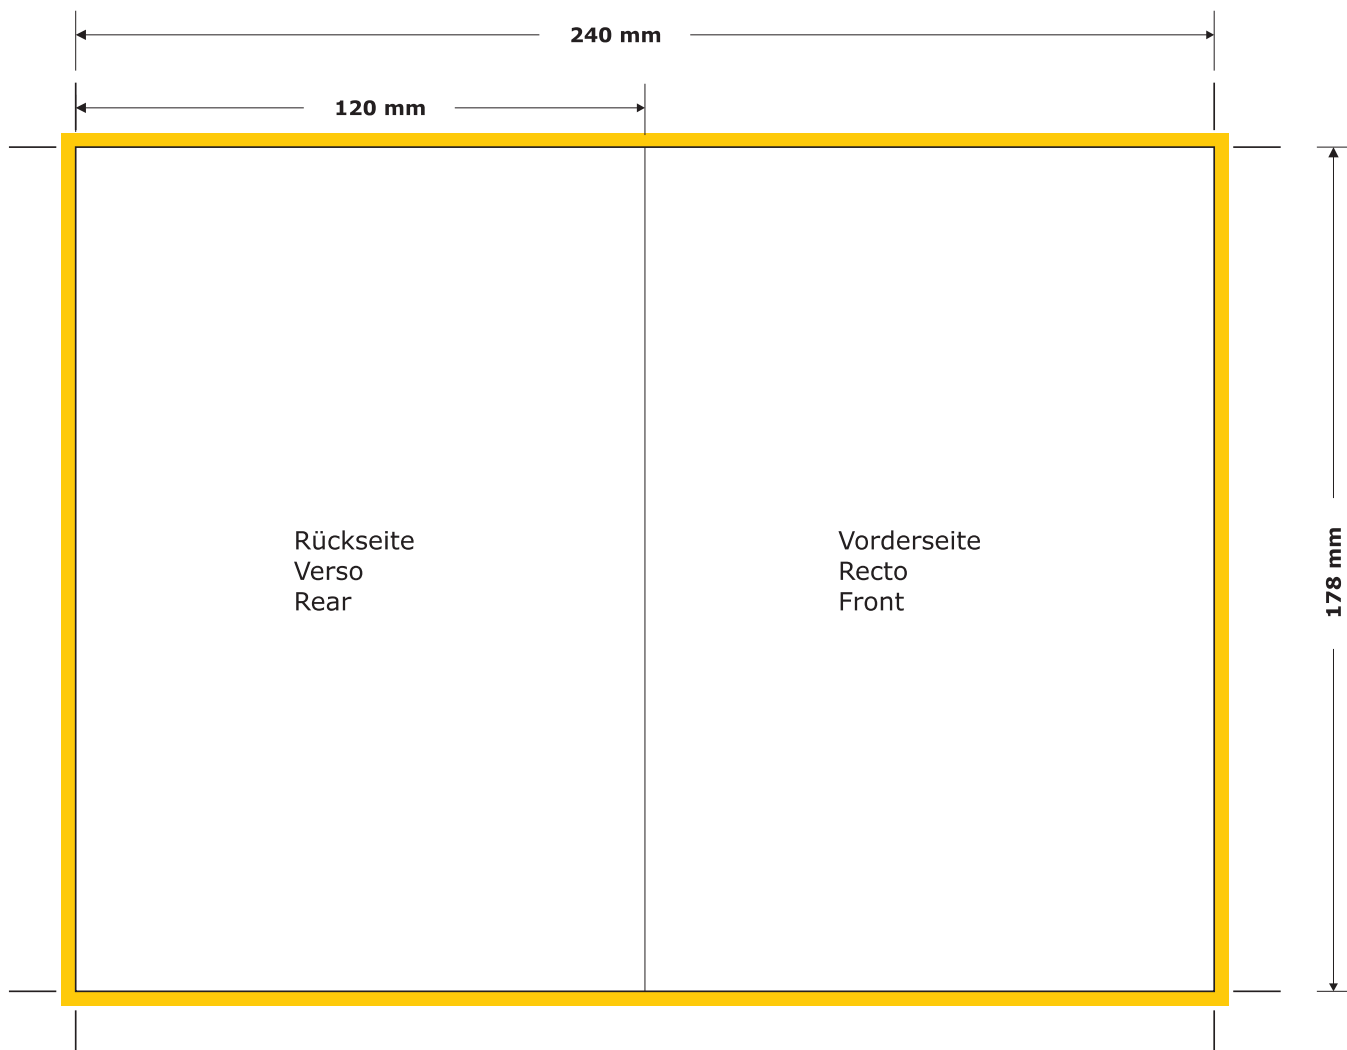 240 mm
120 mm
Rückseite
Verso
Rear
Vorderseite
Recto
Front
178 mm